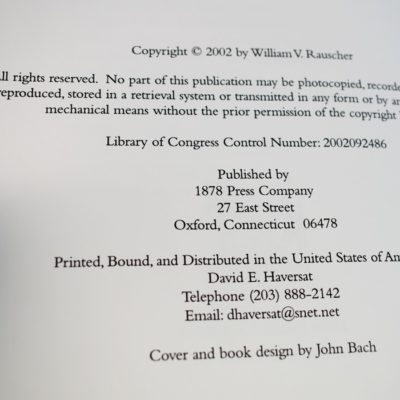 Copyright © 2002 by William V. Rauscher
All rights reserved. No part of this publication may be photocopied, recorde
reproduced, stored in a retrieval system or transmitted in any form or by a
mechanical means without the prior permission of the copyright
Library of Congress Control Number: 2002092486
Published by
1878 Press Company
27 East Street
Oxford, Connecticut 06478
Printed, Bound, and Distributed in the United States of Am
David E. Haversat
Telephone (203) 888-2142
Email: dhaversat@snet.net
Cover and book design by John Bach